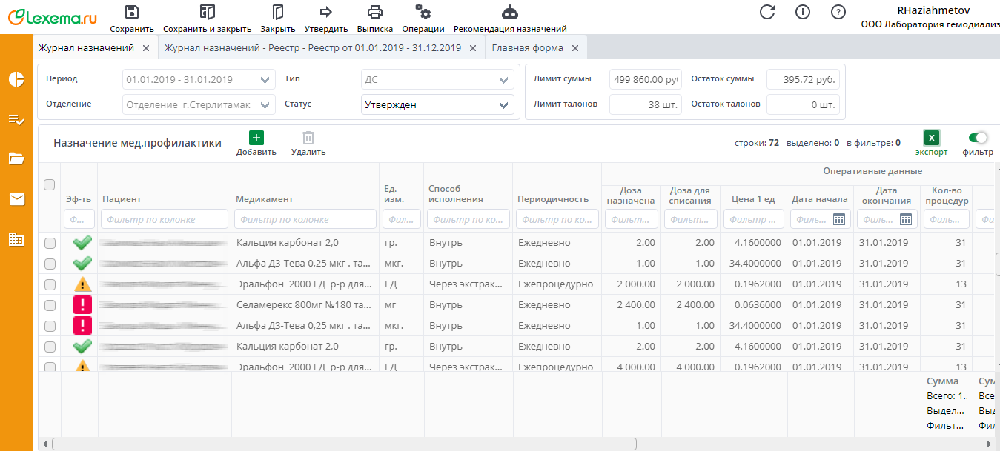 Lexema.ru
Сохранить Сохранить и закрыть Закрыть Утвердить Выписка Операции Рекомендация назначений
RHaziahmetov
ООО Лаборатория гемодиализ
Журнал назначений × Журнал назначений - Реестр - Реестр от 01.01.2019 - 31.12.2019 × Главная форма ×
Период 01.01.2019 - 31.01.2019 Тип ДС Лимит суммы 499 860.00 ру Остаток суммы 395.72 руб.
Отделение Отделение г.Стерлитамак Статус Утвержден Лимит талонов 38 шт. Остаток талонов 0 шт.
Назначение мед.профилактики Добавить Удалить строки: 72 выделено: 0 в фильтре: 0 экспорт фильтр
Оперативные данные
Эф-ть Пациент Медикамент Ед. изм. Способ исполнения Периодичность Доза назначена Доза для списания Цена 1 ед Дата начала Дата окончания Кол-во процедур
Ф... Фильтр по колонке Фильтр по колонке Фил... Фильтр по ко... Фильтр по ко... Фильт... Фильт... Фильтр ... Филь... Филь... Филь... Фи
Кальция карбонат 2,0 гр. Внутрь Ежедневно 2.00 2.00 4.1600000 01.01.2019 31.01.2019 31
Альфа Д3-Тева 0,25 мкг . та... мкг. Внутрь Ежедневно 1.00 1.00 34.4000000 01.01.2019 31.01.2019 31
Эральфон 2000 ЕД р-р для... ЕД Через экстрак... Ежепроцедурно 2 000.00 2 000.00 0.1962000 01.01.2019 31.01.2019 13
Селамерекс 800мг №180 та... мг Внутрь Ежедневно 2 400.00 2 400.00 0.0636000 01.01.2019 31.01.2019 31
Альфа Д3-Тева 0,25 мкг . та... мкг. Внутрь Ежедневно 1.00 1.00 34.4000000 01.01.2019 31.01.2019 31
Кальция карбонат 2,0 гр. Внутрь Ежедневно 2.00 2.00 4.1600000 01.01.2019 31.01.2019 31
Эральфон 2000 ЕД р-р для... ЕД Через экстрак... Ежепроцедурно 4 000.00 4 000.00 0.1962000 01.01.2019 31.01.2019 13
Сумма Сум
Всего: 1. Все
Выдел... Выд
Фильт... Фил